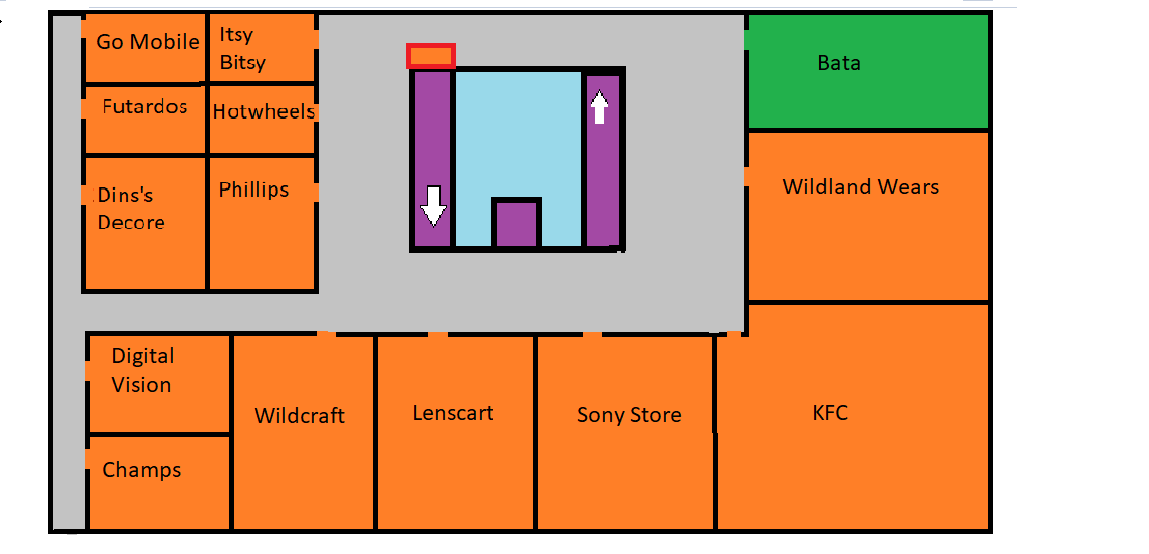 Go Mobile
Itsy
Bitsy
Bata
Futardos
Hotwheels
Dins's
Decore
Phillips
Wildland Wears
Digital
Vision
Wildcraft
Lenscart
Sony Store
KFC
Champs